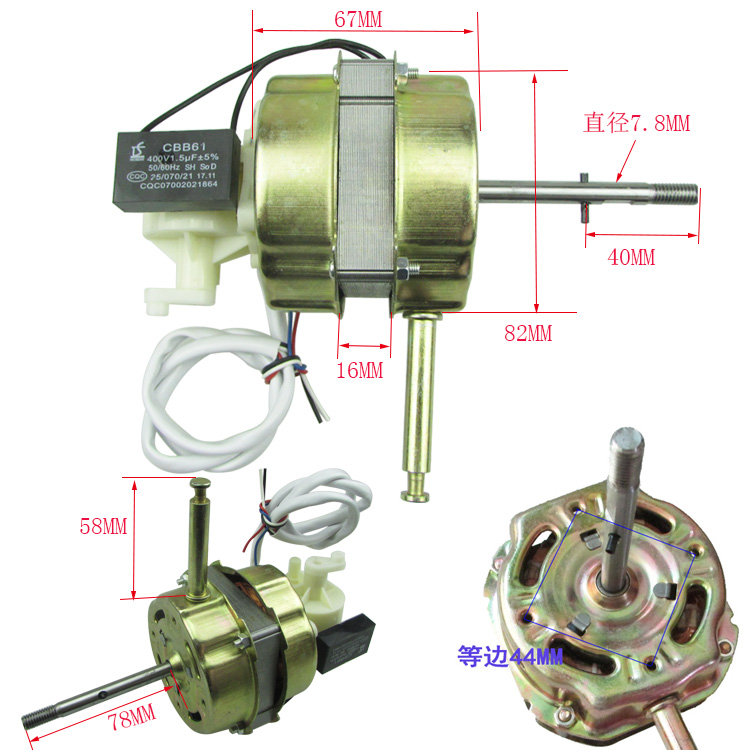 67MM
直径7.8MM
CBB61
400V1.5μF±5%
50/60Hz SH SoD
CQC 25/070/21 17.11
CQC07002021864
40MM
82MM
16MM
58MM
78MM
等边44MM